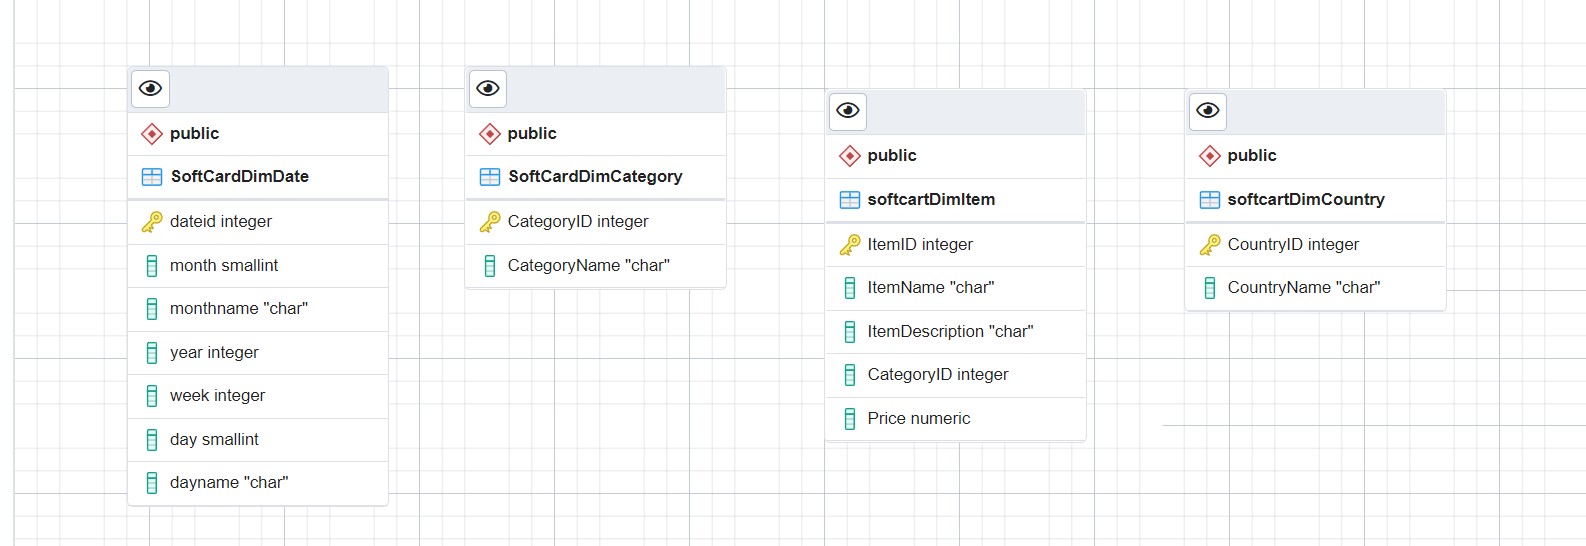 public
SoftCardDimDate
dateid integer
month smallint
monthname "char"
year integer
week integer
day smallint
dayname "char"
public
SoftCardDimCategory
CategoryID integer
CategoryName "char"
public
softcartDimItem
ItemID integer
ItemName "char"
ItemDescription "char"
CategoryID integer
Price numeric
public
softcartDimCountry
CountryID integer
CountryName "char"